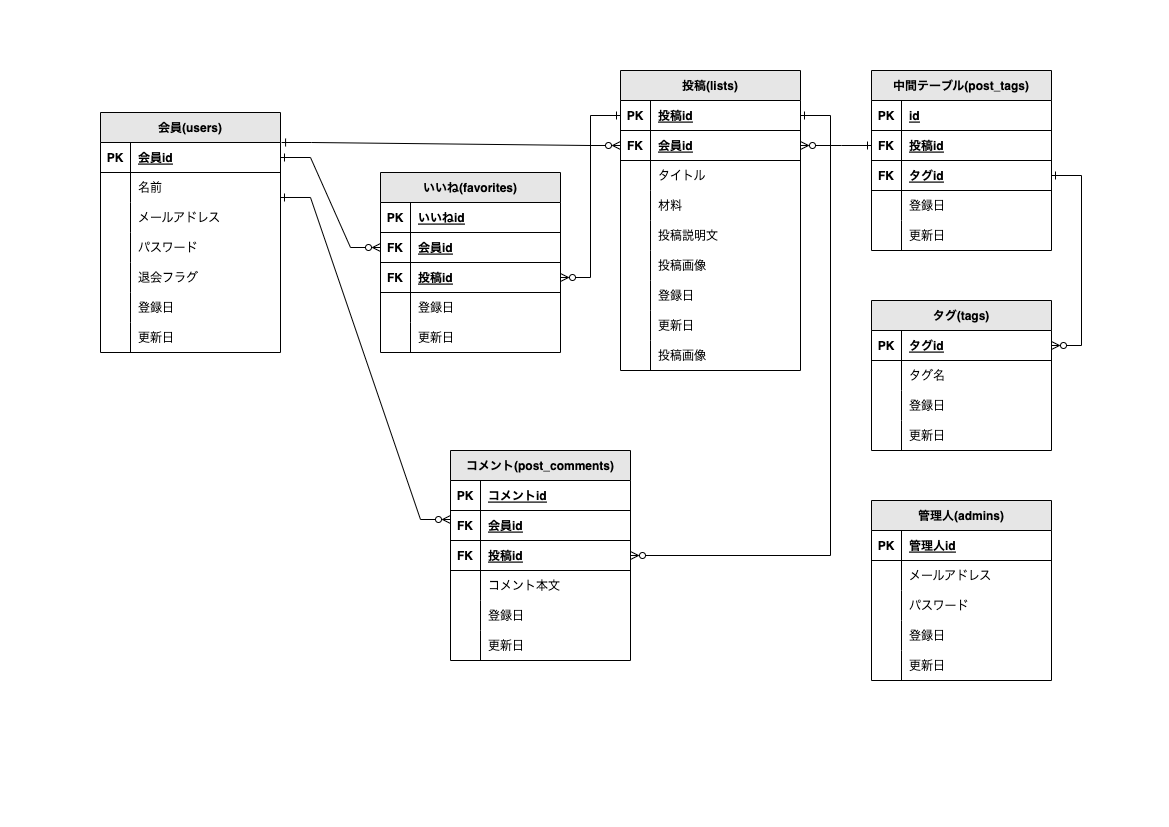 会員(users)
PK 会員id
名前
メールアドレス
パスワード
退会フラグ
登録日
更新日
いいね(favorites)
PK いいねid
FK 会員id
FK 投稿id
登録日
更新日
投稿(lists)
PK 投稿id
FK 会員id
タイトル
材料
投稿説明文
投稿画像
登録日
更新日
投稿画像
中間テーブル(post_tags)
PK id
FK 投稿id
FK タグid
登録日
更新日
タグ(tags)
PK タグid
タグ名
登録日
更新日
コメント(post_comments)
PK コメントid
FK 会員id
FK 投稿id
コメント本文
登録日
更新日
管理人(admins)
PK 管理人id
メールアドレス
パスワード
登録日
更新日